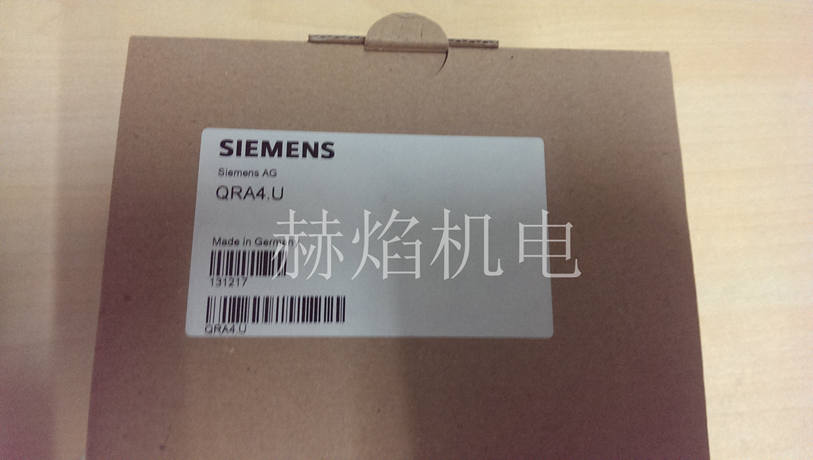 SIEMENS
Siemens AG
QRA4.U
Made in Germany
赫焰机电
131217
QRA4.U